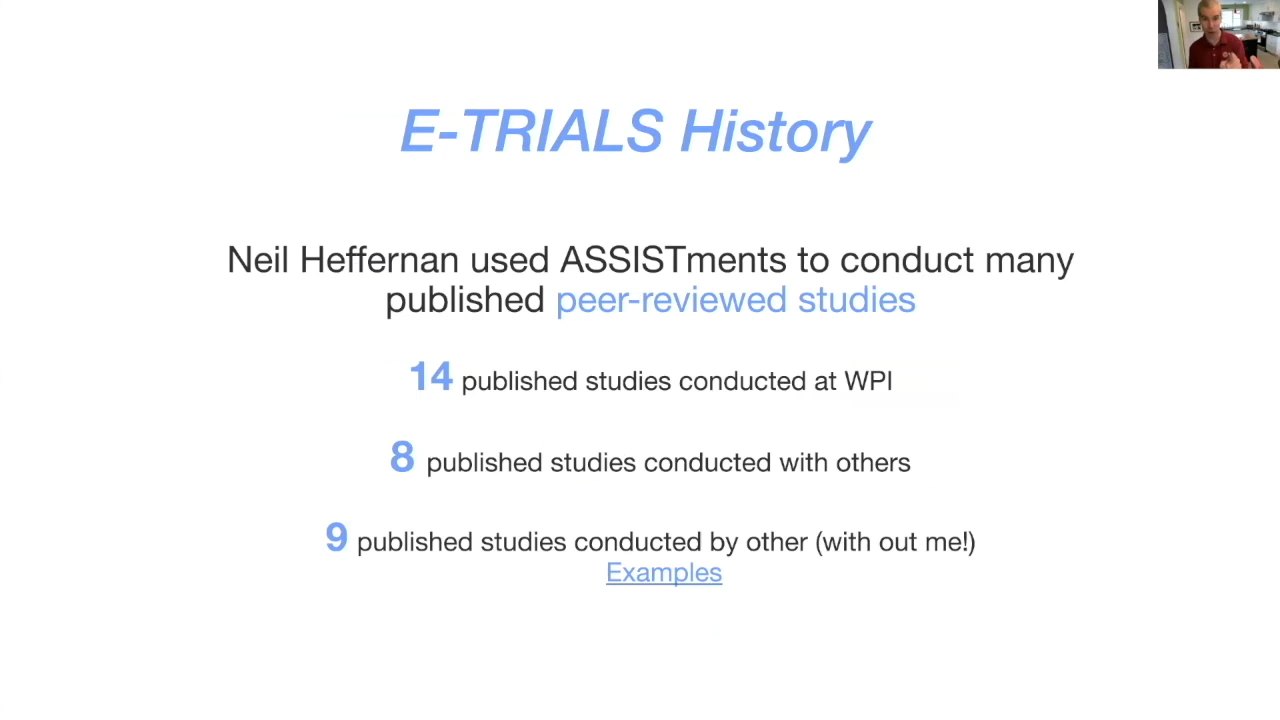 E-TRIALS History
Neil Heffernan used ASSISTments to conduct many
published peer-reviewed studies
14 published studies conducted at WPI
8 published studies conducted with others
9 published studies conducted by other (with out me!)
Examples